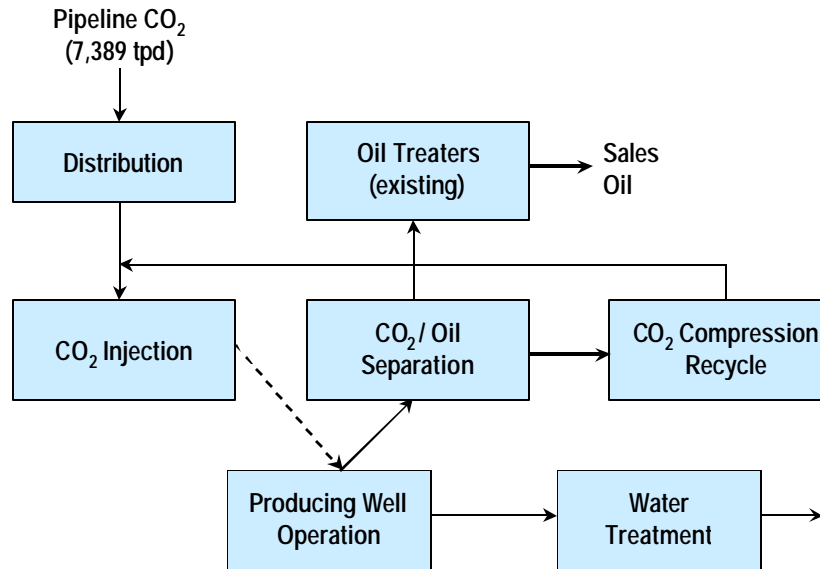 Pipeline CO₂
(7,389 tpd)
Distribution
Oil Treaters
(existing)
Sales
Oil
CO₂ Injection
CO₂ / Oil
Separation
CO₂ Compression
Recycle
Producing Well
Operation
Water
Treatment